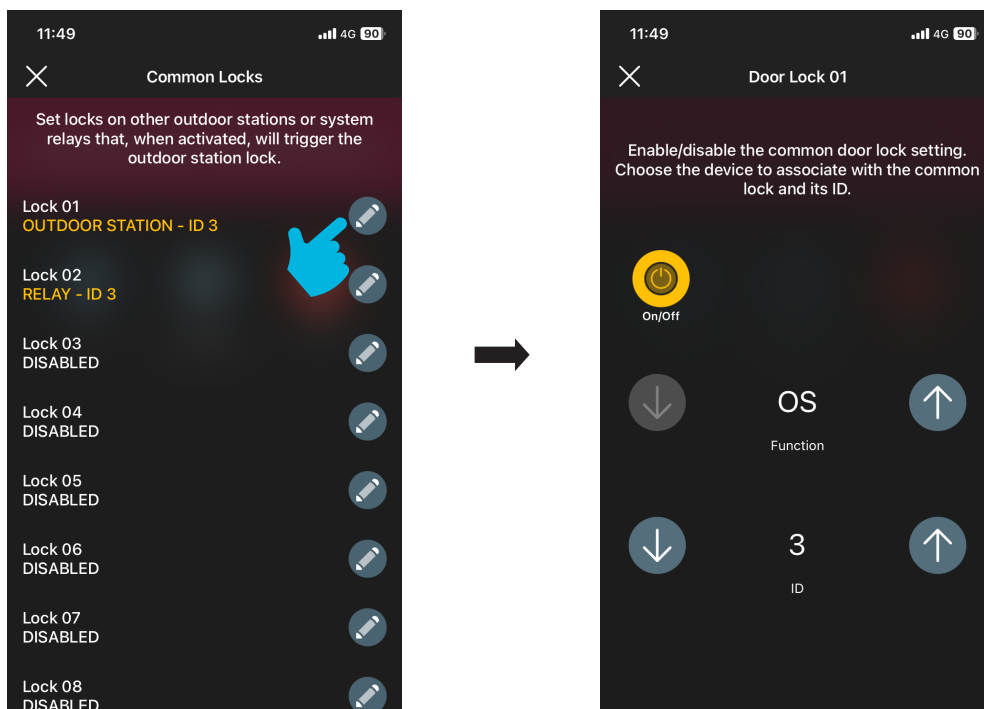 11:49
4G 90
Common Locks
Set locks on other outdoor stations or system
relays that, when activated, will trigger the
outdoor station lock.
Lock 01
OUTDOOR STATION - ID 3
Lock 02
RELAY - ID 3
Lock 03
DISABLED
Lock 04
DISABLED
Lock 05
DISABLED
Lock 06
DISABLED
Lock 07
DISABLED
Lock 08
DISABLED
11:49
4G 90
Door Lock 01
Enable/disable the common door lock setting.
Choose the device to associate with the common
lock and its ID.
On/Off
OS
Function
3
ID